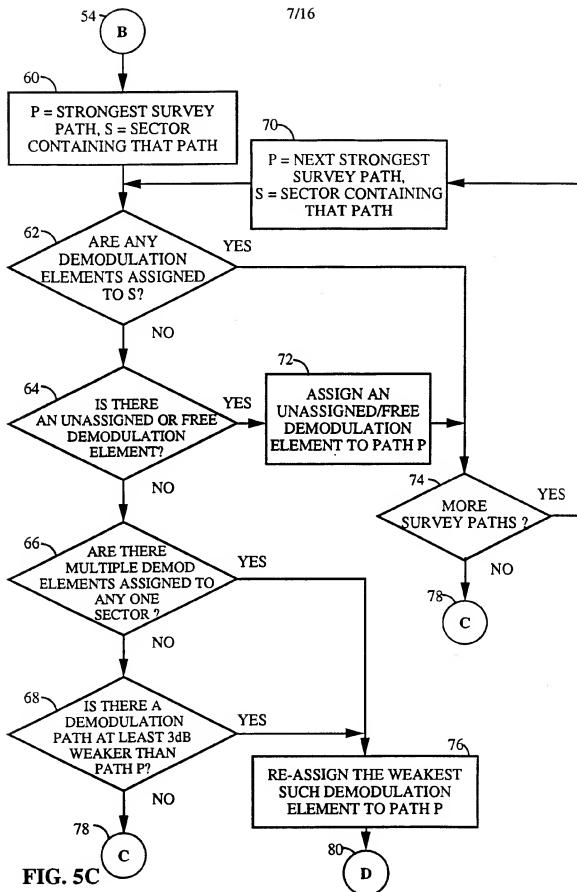 7/16
54
B
60
P = STRONGEST SURVEY
PATH, S = SECTOR
CONTAINING THAT PATH
70
P = NEXT STRONGEST
SURVEY PATH,
S = SECTOR CONTAINING
THAT PATH
62
ARE ANY
DEMODULATION
ELEMENTS ASSIGNED
TO S?
YES
NO
64
IS THERE
AN UNASSIGNED OR FREE
DEMODULATION
ELEMENT?
YES
NO
72
ASSIGN AN
UNASSIGNED/FREE
DEMODULATION
ELEMENT TO PATH P
74
MORE
SURVEY PATHS ?
YES
NO
78
C
66
ARE THERE
MULTIPLE DEMOD
ELEMENTS ASSIGNED TO
ANY ONE
SECTOR ?
YES
NO
68
IS THERE A
DEMODULATION
PATH AT LEAST 3dB
WEAKER THAN
PATH P?
YES
NO
76
RE-ASSIGN THE WEAKEST
SUCH DEMODULATION
ELEMENT TO PATH P
78
C
80
D
FIG. 5C